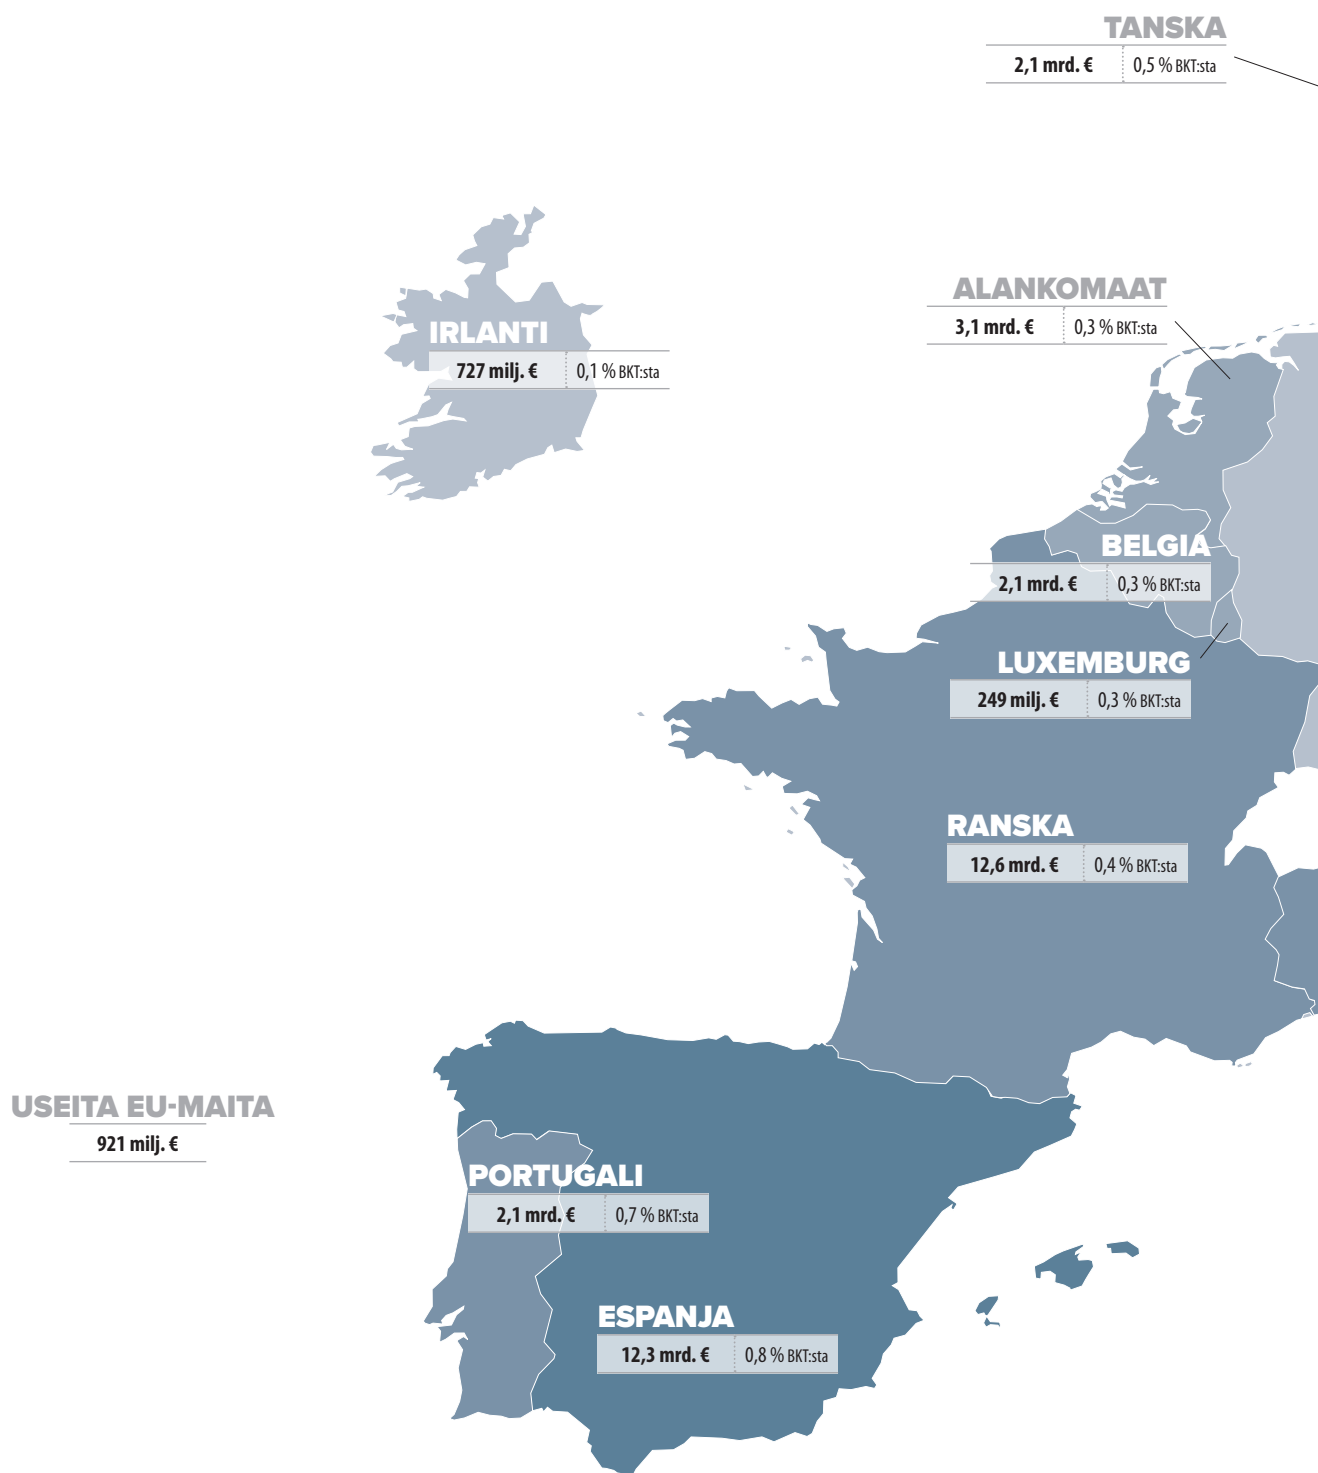 TANSKA
2,1 mrd. € 0,5 % BKT:sta
ALANKOMAAT
3,1 mrd. € 0,3 % BKT:sta
IRLANTI
727 milj. € 0,1 % BKT:sta
BELGIA
2,1 mrd. € 0,3 % BKT:sta
LUXEMBURG
249 milj. € 0,3 % BKT:sta
RANSKA
12,6 mrd. € 0,4 % BKT:sta
USEITA EU-MAITA
921 milj. €
PORTUGALI
2,1 mrd. € 0,7 % BKT:sta
ESPANJA
12,3 mrd. € 0,8 % BKT:sta